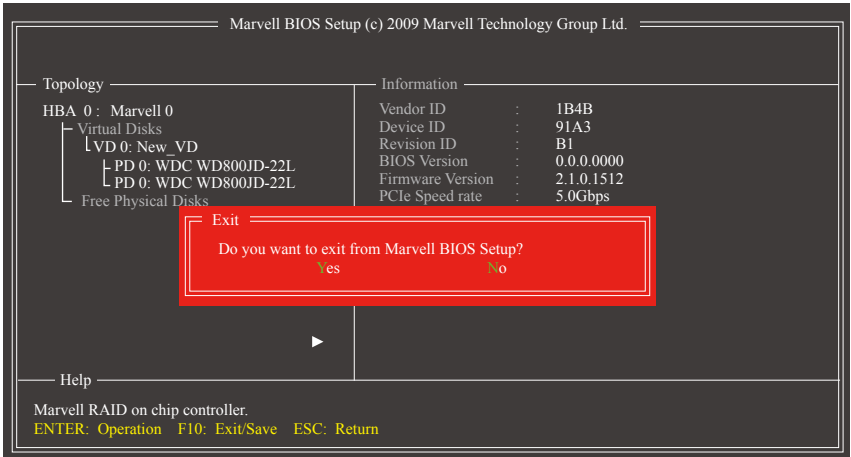 Marvell BIOS Setup (c) 2009 Marvell Technology Group Ltd.
Topology
HBA 0 : Marvell 0
Virtual Disks
VD 0: New_VD
PD 0: WDC WD800JD-22L
PD 0: WDC WD800JD-22L
Free Physical Disks
Information
Vendor ID : 1B4B
Device ID : 91A3
Revision ID : B1
BIOS Version : 0.0.0.0000
Firmware Version : 2.1.0.1512
PCIe Speed rate : 5.0Gbps
Exit
Do you want to exit from Marvell BIOS Setup?
Yes No
Help
Marvell RAID on chip controller.
ENTER: Operation F10: Exit/Save ESC: Return